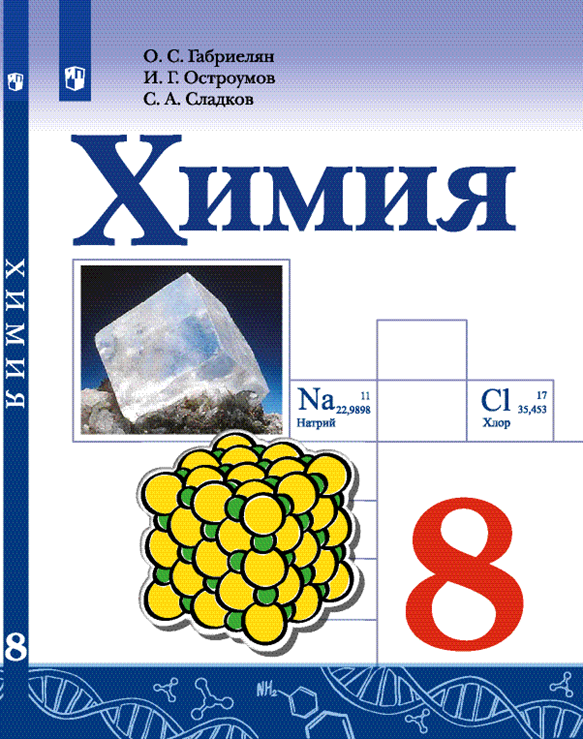 О. С. Габриелян
И. Г. Остроумов
С. А. Сладков
Химия
ХИМИЯ
Na 11
22,9898
Натрий
Cl 17
35,453
Хлор
8
8
NH₂